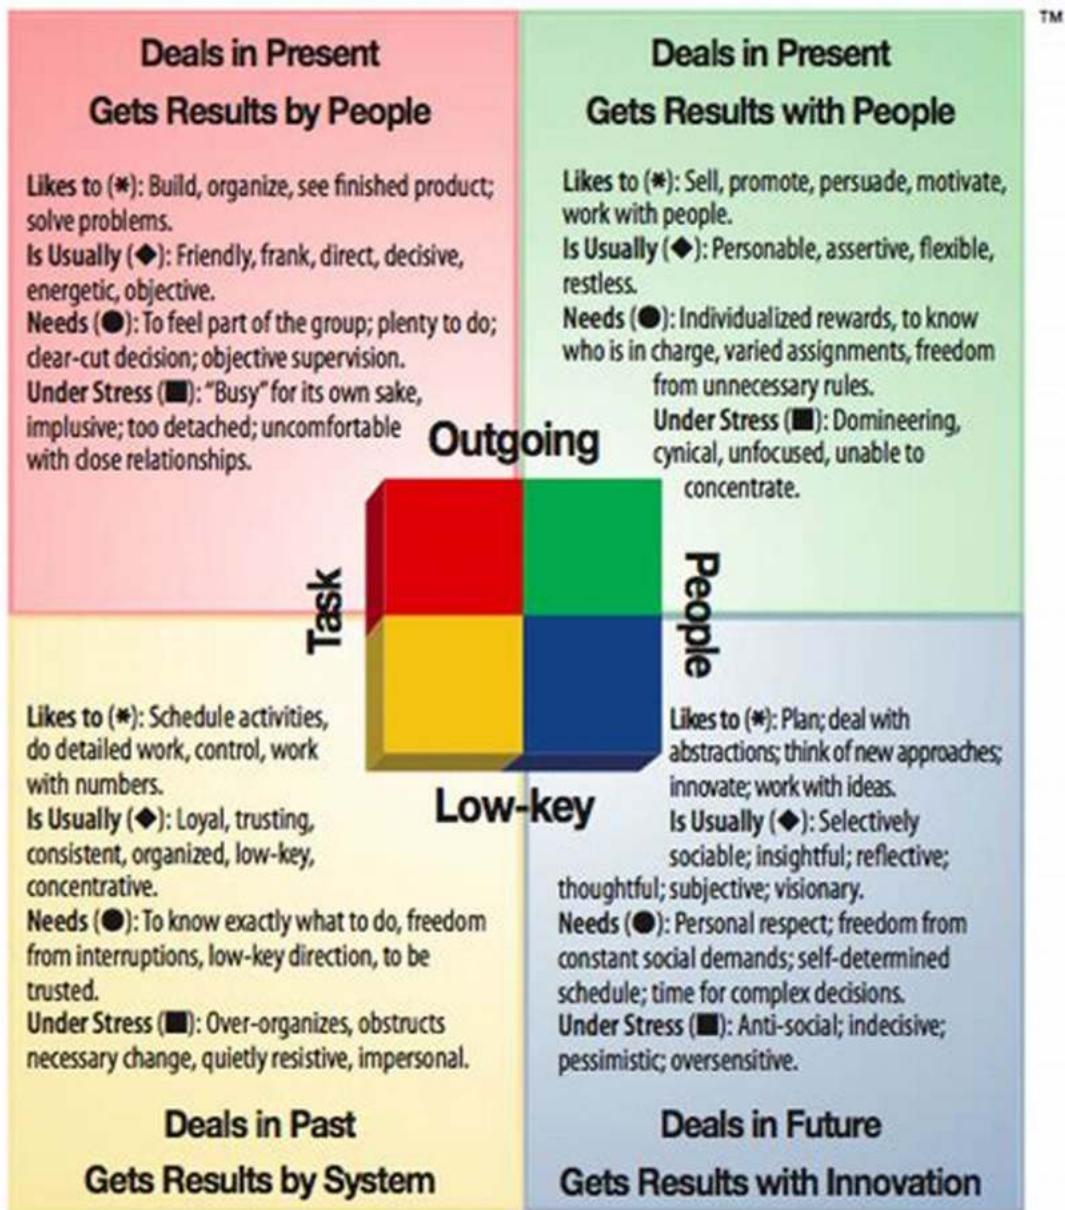 TM
Deals in Present
Gets Results by People
Likes to (*): Build, organize, see finished product;
solve problems.
Is Usually (◆): Friendly, frank, direct, decisive,
energetic, objective.
Needs (●): To feel part of the group; plenty to do;
clear-cut decision; objective supervision.
Under Stress (■): "Busy" for its own sake,
implusive; too detached; uncomfortable
with close relationships.
Deals in Present
Gets Results with People
Likes to (*): Sell, promote, persuade, motivate,
work with people.
Is Usually (◆): Personable, assertive, flexible,
restless.
Needs (●): Individualized rewards, to know
who is in charge, varied assignments, freedom
from unnecessary rules.
Under Stress (■): Domineering,
cynical, unfocused, unable to
concentrate.
Outgoing
Task
People
Low-key
Likes to (*): Schedule activities,
do detailed work, control, work
with numbers.
Is Usually (◆): Loyal, trusting,
consistent, organized, low-key,
concentrative.
Needs (●): To know exactly what to do, freedom
from interruptions, low-key direction, to be
trusted.
Under Stress (■): Over-organizes, obstructs
necessary change, quietly resistive, impersonal.
Deals in Past
Gets Results by System
Likes to (*): Plan; deal with
abstractions; think of new approaches;
innovate; work with ideas.
Is Usually (◆): Selectively
sociable; insightful; reflective;
thoughtful; subjective; visionary.
Needs (●): Personal respect; freedom from
constant social demands; self-determined
schedule; time for complex decisions.
Under Stress (■): Anti-social; indecisive;
pessimistic; oversensitive.
Deals in Future
Gets Results with Innovation